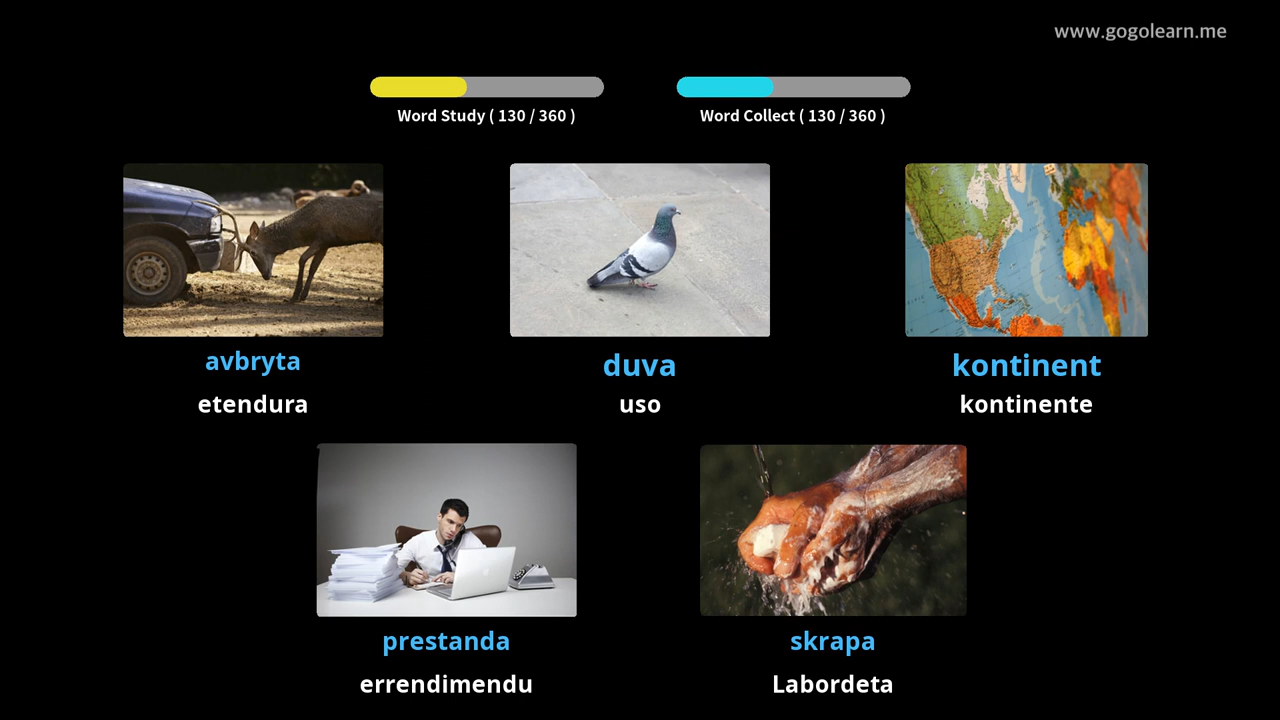 www.gogolearn.me
Word Study ( 130 / 360 )
Word Collect ( 130 / 360 )
avbryta
duva
kontinent
etendura
uso
kontinente
prestanda
skrapa
errendimendu
Labordeta